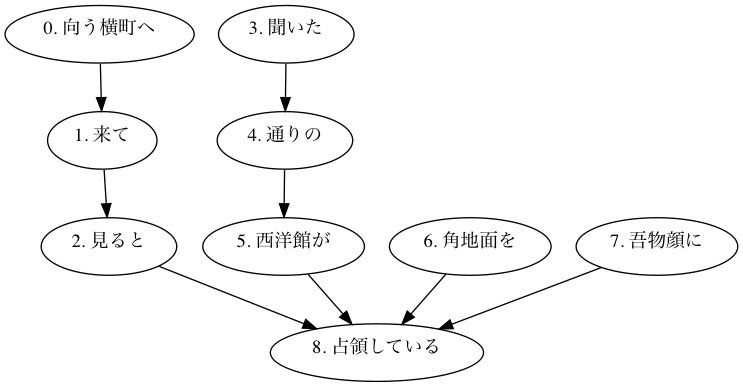 0. 向う横町へ
3. 聞いた
1. 来て
4. 通りの
2. 見ると
5. 西洋館が
6. 角地面を
7. 吾物顔に
8. 占領している